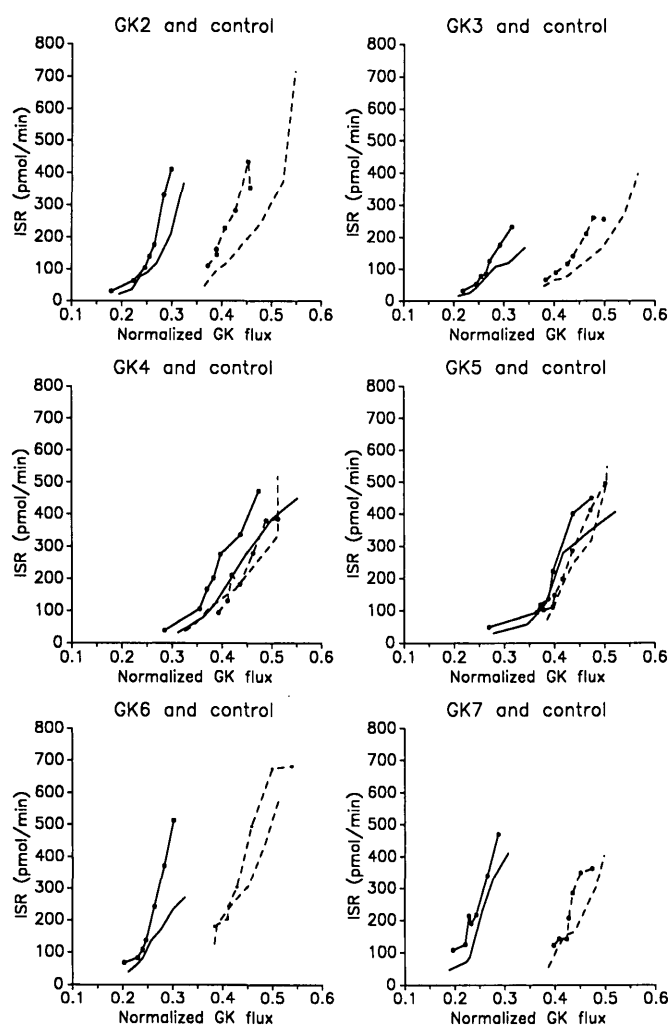 GK2 and control
800
700
600
500
400
300
200
100
0
ISR (pmol/min)
0.1 0.2 0.3 0.4 0.5 0.6
Normalized GK flux
GK3 and control
800
700
600
500
400
300
200
100
0
ISR (pmol/min)
0.1 0.2 0.3 0.4 0.5 0.6
Normalized GK flux
GK4 and control
800
700
600
500
400
300
200
100
0
ISR (pmol/min)
0.1 0.2 0.3 0.4 0.5 0.6
Normalized GK flux
GK5 and control
800
700
600
500
400
300
200
100
0
ISR (pmol/min)
0.1 0.2 0.3 0.4 0.5 0.6
Normalized GK flux
GK6 and control
800
700
600
500
400
300
200
100
0
ISR (pmol/min)
0.1 0.2 0.3 0.4 0.5 0.6
Normalized GK flux
GK7 and control
800
700
600
500
400
300
200
100
0
ISR (pmol/min)
0.1 0.2 0.3 0.4 0.5 0.6
Normalized GK flux